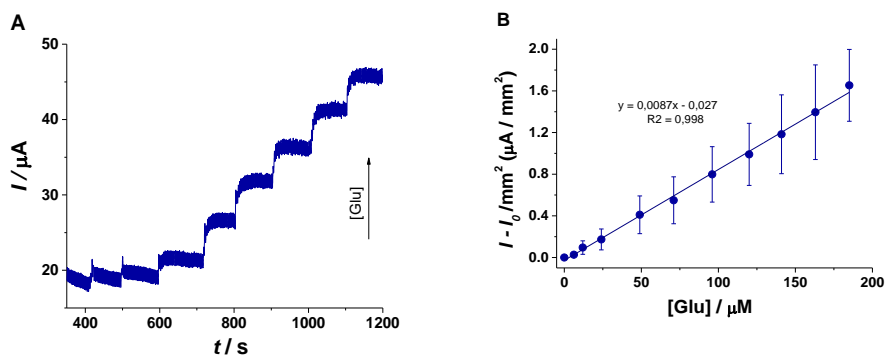 A
50
40
30
20
I / µA
400 600 800 1000 1200
t / s
[Glu]
B
2.0
1.6
1.2
0.8
0.4
0.0
I - I0 /mm2 (µA / mm2)
y = 0,0087x - 0,027
R2 = 0,998
0 50 100 150 200
[Glu] / µM